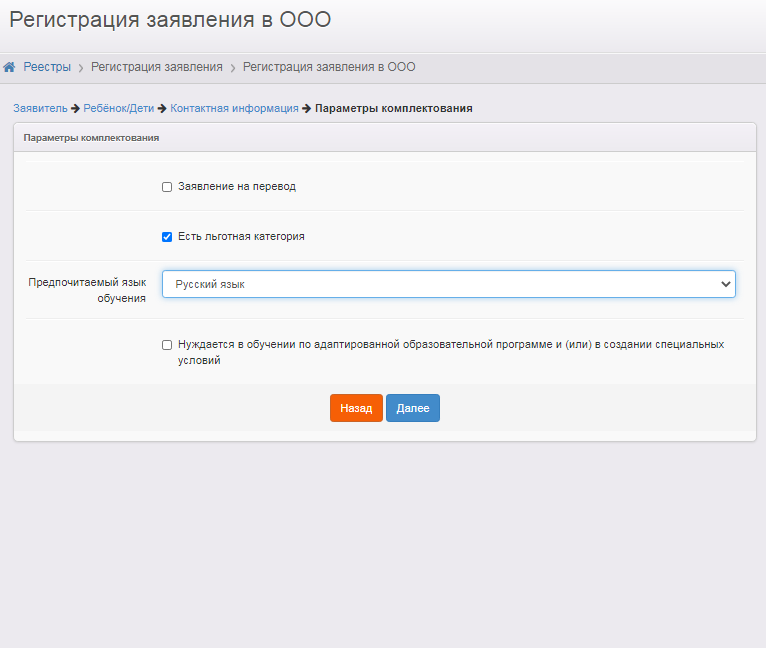 Регистрация заявления в ООО
Реестры > Регистрация заявления > Регистрация заявления в ООО
Заявитель → Ребёнок/Дети → Контактная информация → Параметры комплектования
Параметры комплектования
Заявление на перевод
Есть льготная категория
Предпочитаемый язык
обучения
Русский язык
Нуждается в обучении по адаптированной образовательной программе и (или) в создании специальных
условий
Назад Далее